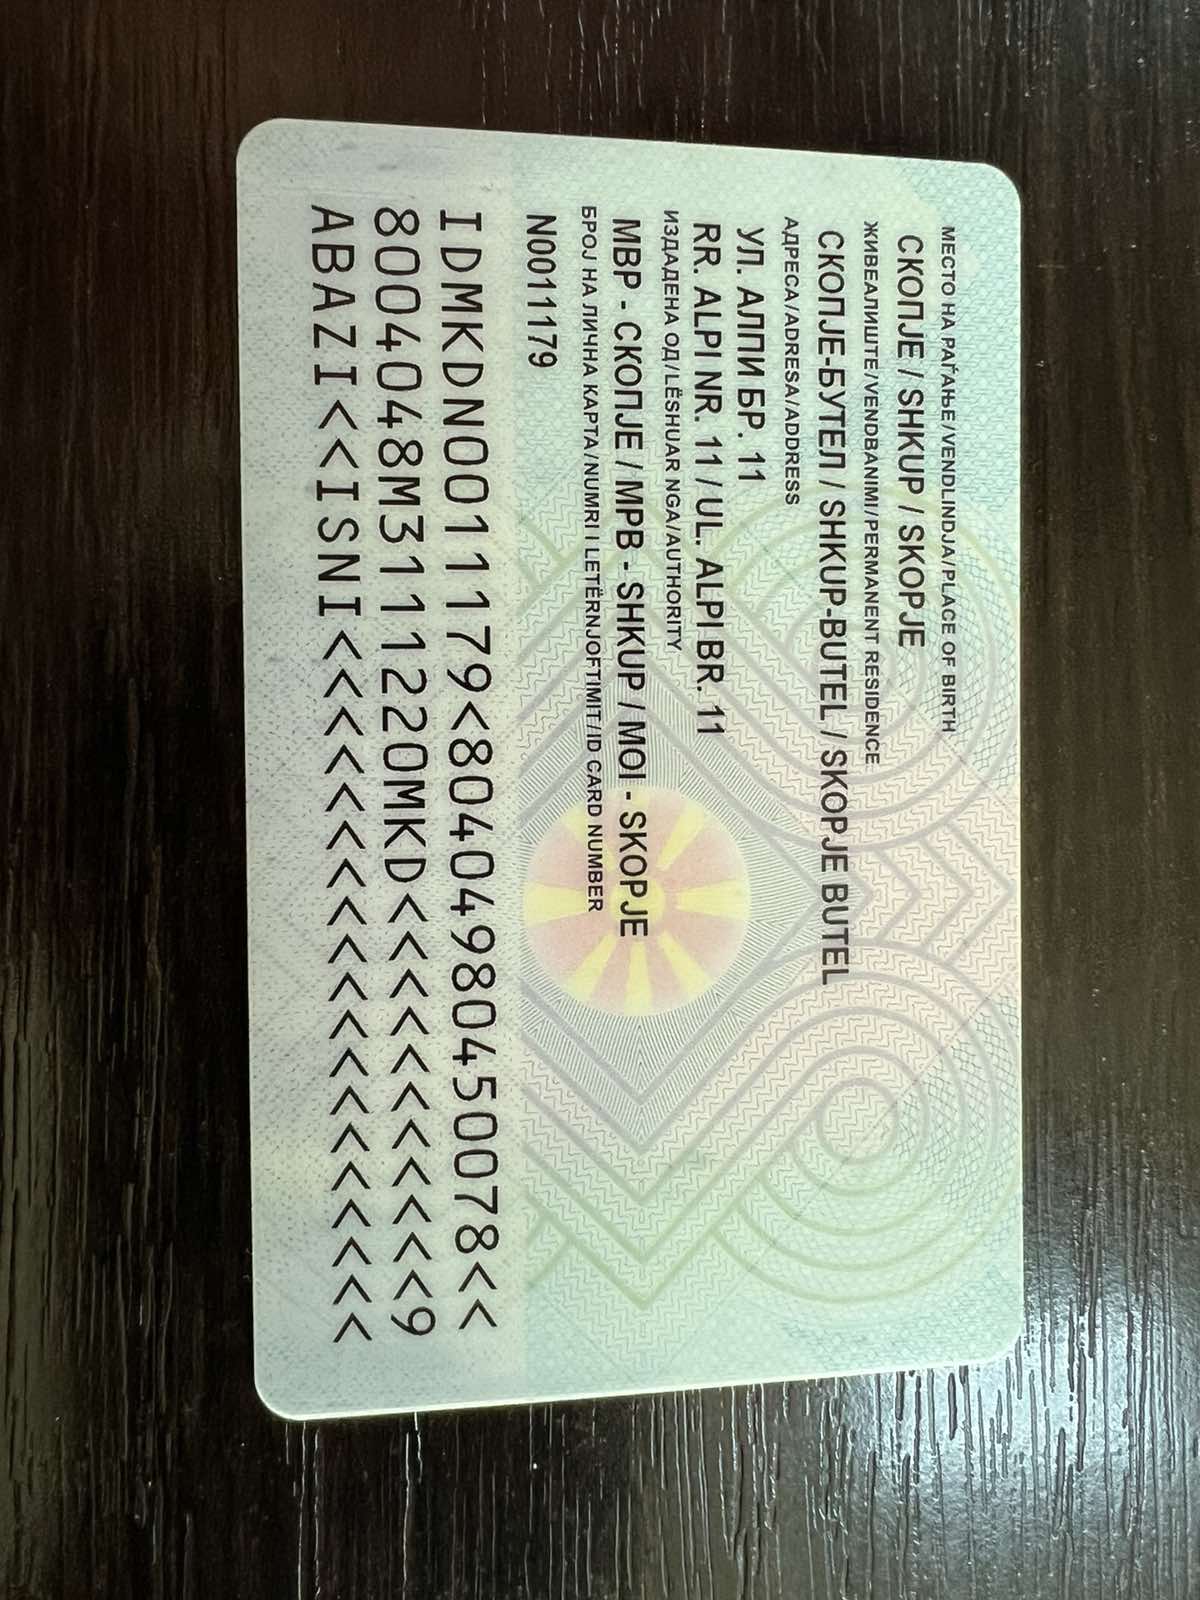 МЕСТО НА РАЃАЊЕ/VENDLINDJA/PLACE OF BIRTH
СКОПЈЕ / SHKUP / SKOPJE
ЖИВЕАЛИШТЕ/VENDBANIMI/PERMANENT RESIDENCE
СКОПЈЕ-БУТЕЛ / SHKUP-BUTEL / SKOPJE BUTEL
АДРЕСА/ADRESA/ADDRESS
УЛ. АЛПИ БР. 11
RR. ALPI NR. 11 / UL. ALPI BR. 11
ИЗДАДЕНА ОД/LËSHUAR NGA/AUTHORITY
МВР - СКОПЈЕ / MPB - SHKUP / MOI - SKOPJE
БРОЈ НА ЛИЧНА КАРТА/NUMRI I LETËRNJOFTIMIT/ID CARD NUMBER
N0011179
IDMKDN0011179<80404980450078<<
8004048M3111220MKD<<<<<<<<<<<9
ABAZI<<ISNI<<<<<<<<<<<<<<<<<<<